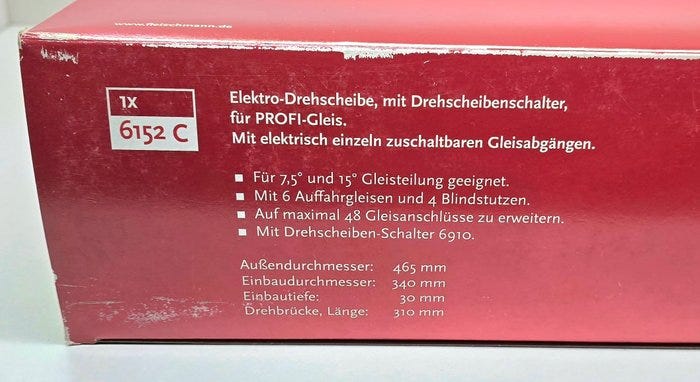 www.fleischmann.de
1X
6152 C
Elektro-Drehscheibe, mit Drehscheibenschalter,
für PROFI-Gleis.
Mit elektrisch einzeln zuschaltbaren Gleisabgängen.
■ Für 7,5° und 15° Gleisteilung geeignet.
■ Mit 6 Auffahrgleisen und 4 Blindstutzen.
■ Auf maximal 48 Gleisanschlüsse zu erweitern.
■ Mit Drehscheiben-Schalter 6910.
Außendurchmesser: 465 mm
Einbaudurchmesser: 340 mm
Einbautiefe: 30 mm
Drehbrücke, Länge: 310 mm